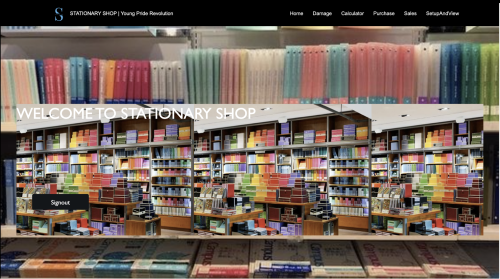 S STATIONARY SHOP | Young Pride Revolution Home Damage Calculator Purchase Sales SetupAndView
WELCOME TO STATIONARY SHOP
Signout